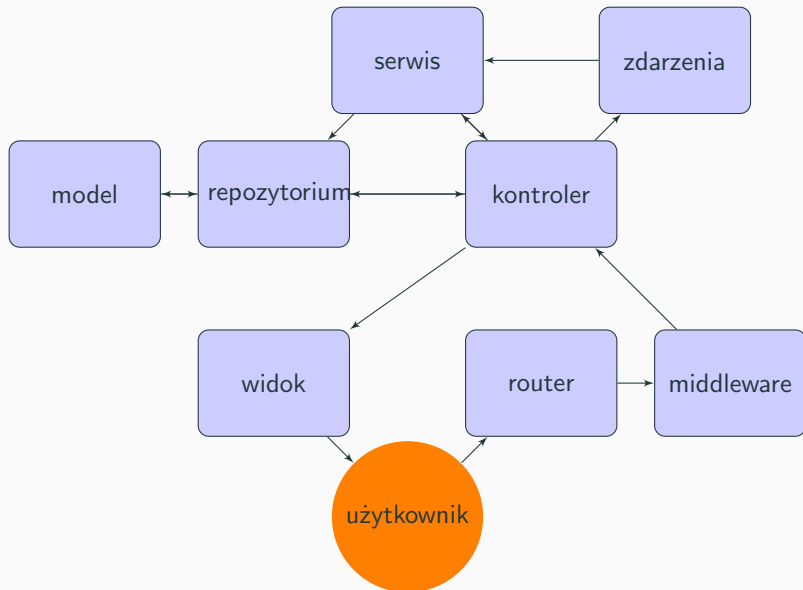 serwis
zdarzenia
model
repozytorium
kontroler
widok
router
middleware
użytkownik